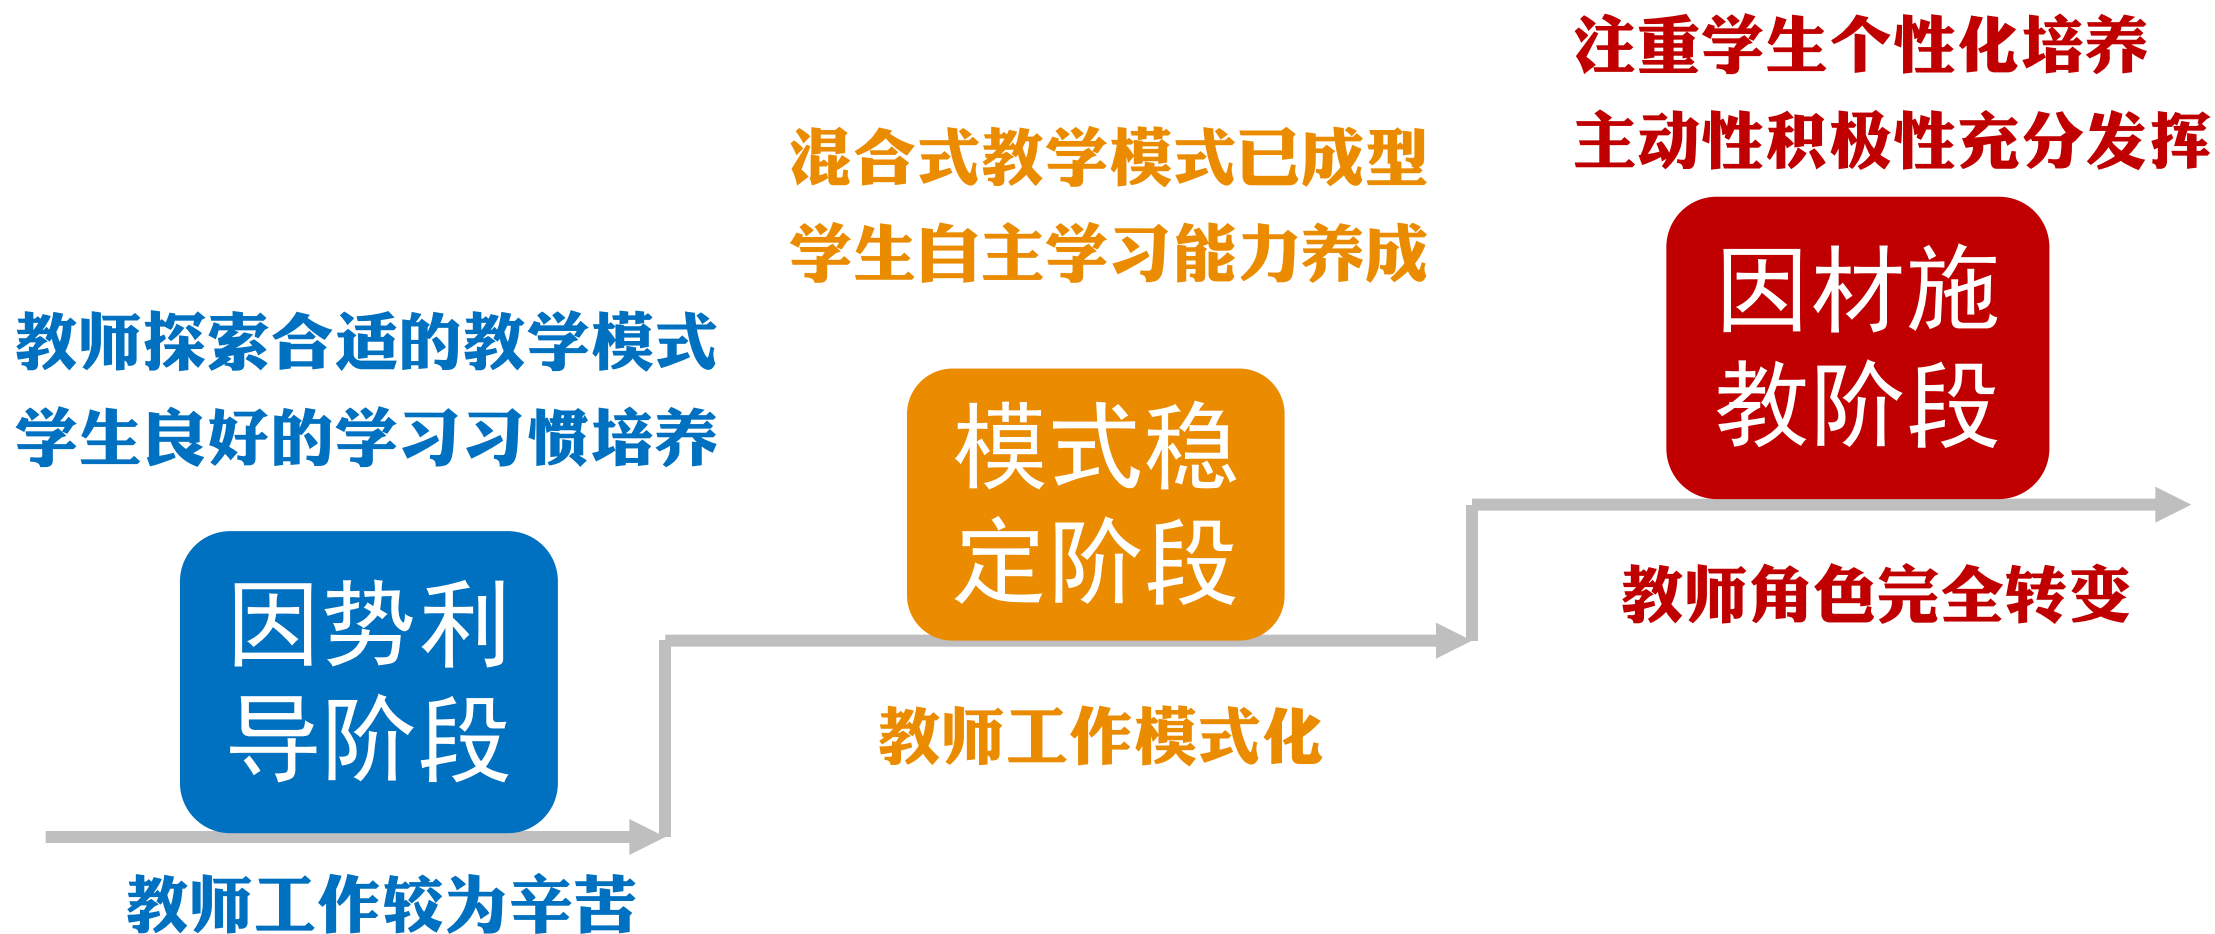 教师探索合适的教学模式
学生良好的学习习惯培养
因势利
导阶段
教师工作较为辛苦
混合式教学模式已成型
学生自主学习能力养成
模式稳
定阶段
教师工作模式化
注重学生个性化培养
主动性积极性充分发挥
因材施
教阶段
教师角色完全转变